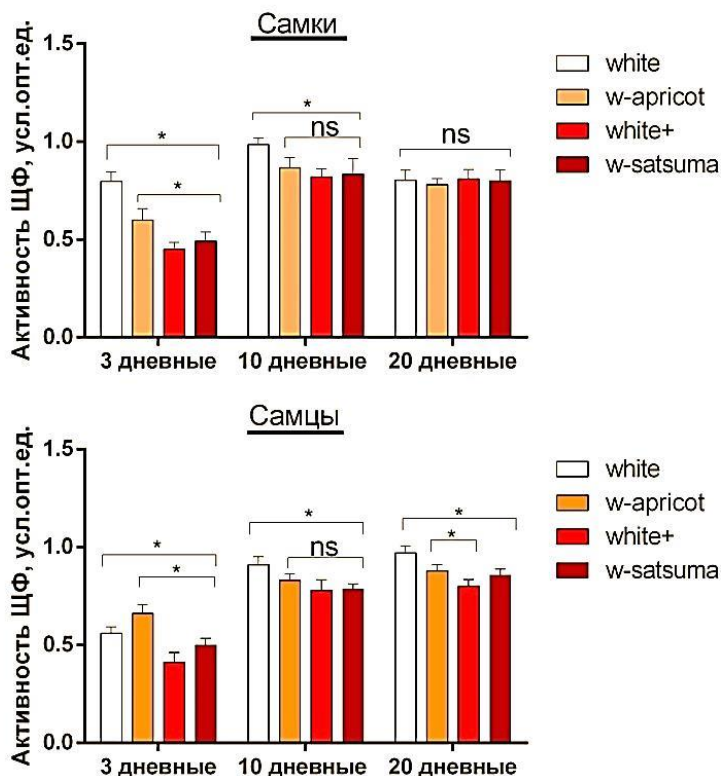 Самки
Активность ЩФ, усл.опт.ед.
1.5
1.0
0.5
0.0
*
*
*
ns
ns
3 дневные
10 дневные
20 дневные
white
w-apricot
white+
w-satsuma
Самцы
Активность ЩФ, усл.опт.ед.
1.5
1.0
0.5
0.0
*
*
*
ns
*
*
3 дневные
10 дневные
20 дневные
white
w-apricot
white+
w-satsuma